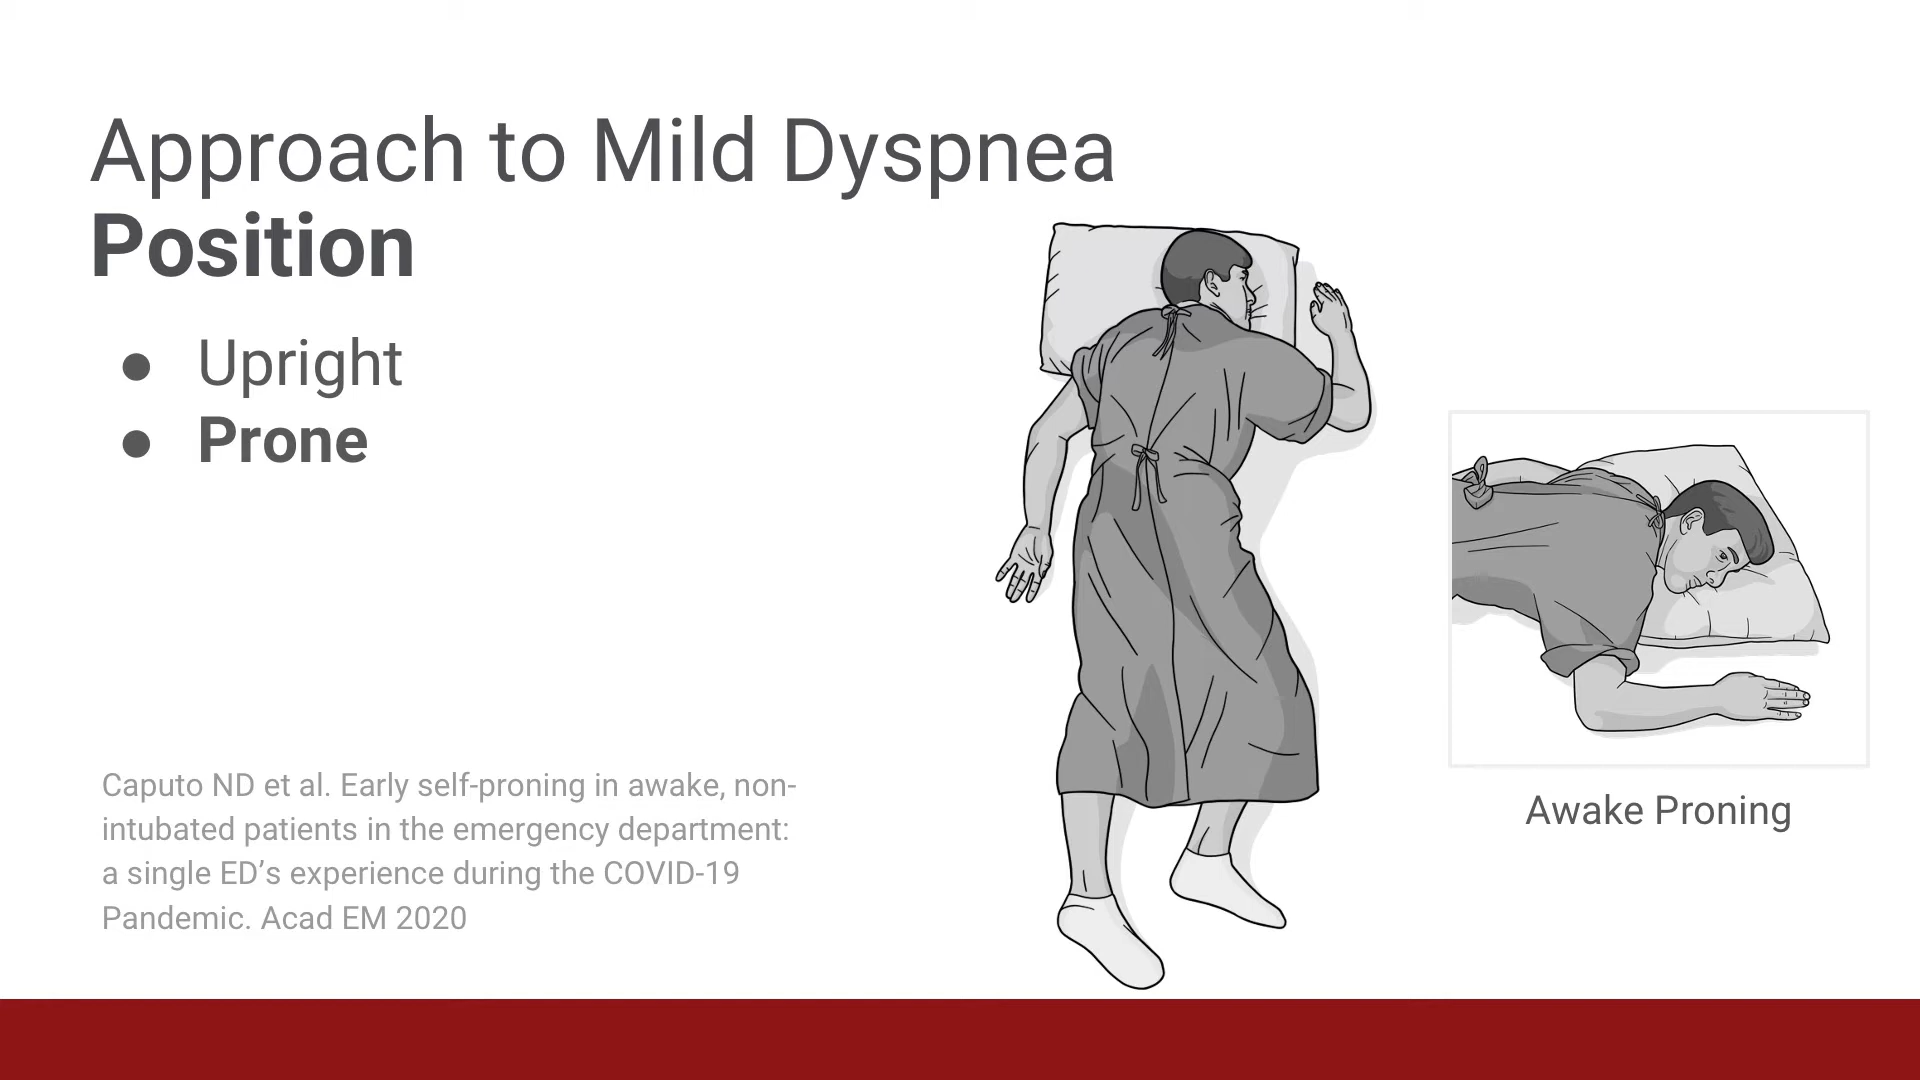 Approach to Mild Dyspnea
Position
● Upright
● Prone
Caputo ND et al. Early self-proning in awake, non-
intubated patients in the emergency department:
a single ED’s experience during the COVID-19
Pandemic. Acad EM 2020
Awake Proning